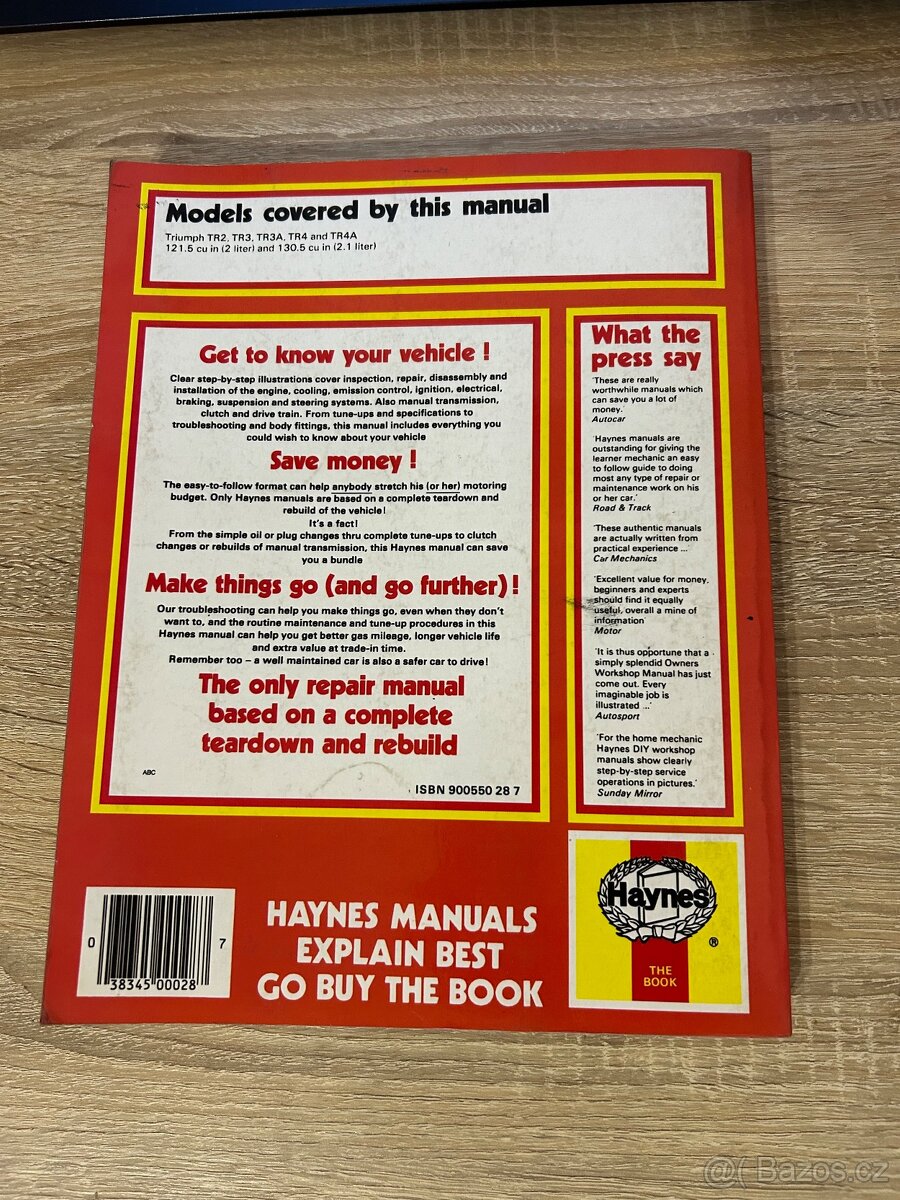 Models covered by this manual
Triumph TR2, TR3, TR3A, TR4 and TR4A
121.5 cu in (2 liter) and 130.5 cu in (2.1 liter)
Get to know your vehicle !
Clear step-by-step illustrations cover inspection, repair, disassembly and
installation of the engine, cooling, emission control, ignition, electrical,
braking, suspension and steering systems. Also manual transmission,
clutch and drive train. From tune-ups and specifications to
troubleshooting and body fittings, this manual includes everything you
could wish to know about your vehicle
Save money !
The easy-to-follow format can help anybody stretch his (or her) motoring
budget. Only Haynes manuals are based on a complete teardown and
rebuild of the vehicle!
It's a fact!
From the simple oil or plug changes thru complete tune-ups to clutch
changes or rebuilds of manual transmission, this Haynes manual can save
you a bundle
Make things go (and go further) !
Our troubleshooting can help you make things go, even when they don't
want to, and the routine maintenance and tune-up procedures in this
Haynes manual can help you get better gas mileage, longer vehicle life
and extra value at trade-in time.
Remember too – a well maintained car is also a safer car to drive!
The only repair manual
based on a complete
teardown and rebuild
ABC
ISBN 900550 28 7
What the
press say
'These are really
worthwhile manuals which
can save you a lot of
money.'
Autocar
'Haynes manuals are
outstanding for giving the
learner mechanic an easy
to follow guide to doing
most any type of repair or
maintenance work on his
or her car.'
Road & Track
'These authentic manuals
are actually written from
practical experience ...'
Car Mechanics
'Excellent value for money,
beginners and experts
should find it equally
useful, overall a mine of
information
Motor
'It is thus opportune that a
simply splendid Owners
Workshop Manual has just
come out. Every
imaginable job is
illustrated ...'
Autosport
'For the home mechanic
Haynes DIY workshop
manuals show clearly
step-by-step service
operations in pictures.'
Sunday Mirror
0 38345 00028 7
HAYNES MANUALS
EXPLAIN BEST
GO BUY THE BOOK
Haynes
®
THE
BOOK
@( Bazos.cz